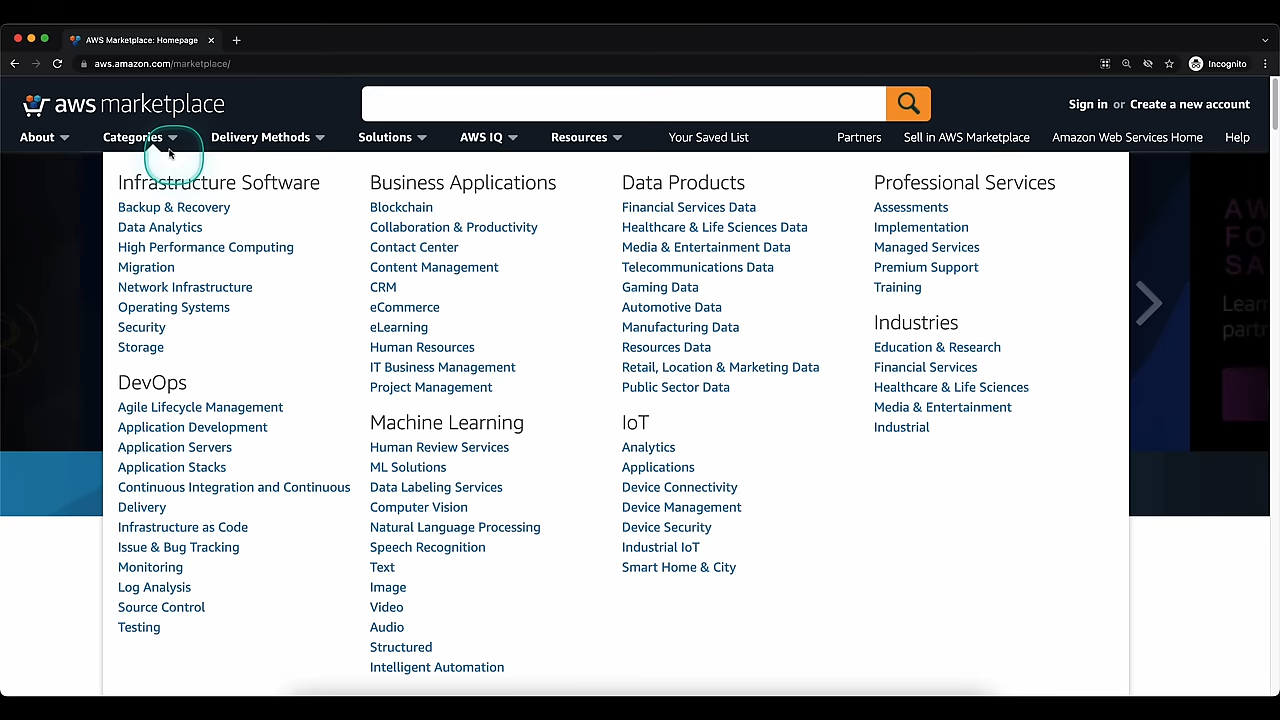 AWS Marketplace: Homepage
aws.amazon.com/marketplace/
Incognito
aws marketplace
Sign in or Create a new account
About
Categories
Delivery Methods
Solutions
AWS IQ
Resources
Your Saved List
Partners
Sell in AWS Marketplace
Amazon Web Services Home
Help
Infrastructure Software
Backup & Recovery
Data Analytics
High Performance Computing
Migration
Network Infrastructure
Operating Systems
Security
Storage
DevOps
Agile Lifecycle Management
Application Development
Application Servers
Application Stacks
Continuous Integration and Continuous
Delivery
Infrastructure as Code
Issue & Bug Tracking
Monitoring
Log Analysis
Source Control
Testing
Business Applications
Blockchain
Collaboration & Productivity
Contact Center
Content Management
CRM
eCommerce
eLearning
Human Resources
IT Business Management
Project Management
Machine Learning
Human Review Services
ML Solutions
Data Labeling Services
Computer Vision
Natural Language Processing
Speech Recognition
Text
Image
Video
Audio
Structured
Intelligent Automation
Data Products
Financial Services Data
Healthcare & Life Sciences Data
Media & Entertainment Data
Telecommunications Data
Gaming Data
Automotive Data
Manufacturing Data
Resources Data
Retail, Location & Marketing Data
Public Sector Data
IoT
Analytics
Applications
Device Connectivity
Device Management
Device Security
Industrial IoT
Smart Home & City
Professional Services
Assessments
Implementation
Managed Services
Premium Support
Training
Industries
Education & Research
Financial Services
Healthcare & Life Sciences
Media & Entertainment
Industrial